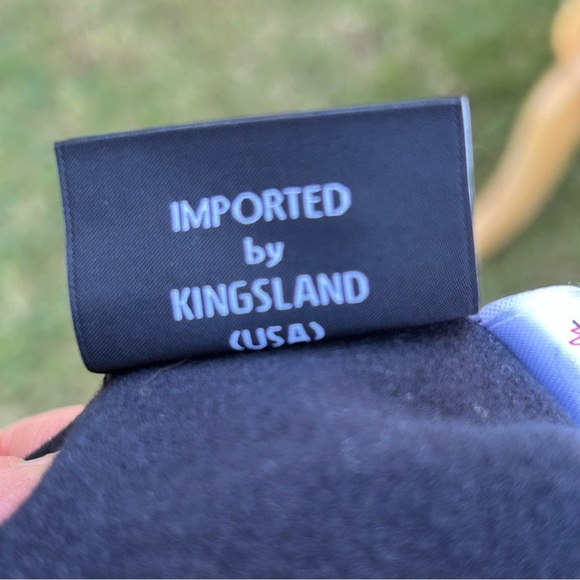 IMPORTED
by
KINGSLAND
(USA)